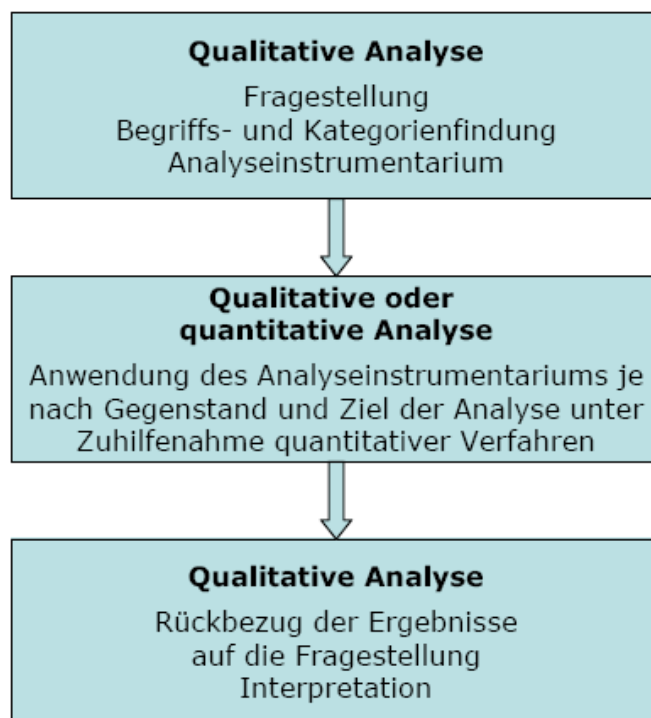 Qualitative Analyse
Fragestellung
Begriffs- und Kategorienfindung
Analyseinstrumentarium
Qualitative oder
quantitative Analyse
Anwendung des Analyseinstrumentariums je
nach Gegenstand und Ziel der Analyse unter
Zuhilfenahme quantitativer Verfahren
Qualitative Analyse
Rückbezug der Ergebnisse
auf die Fragestellung
Interpretation